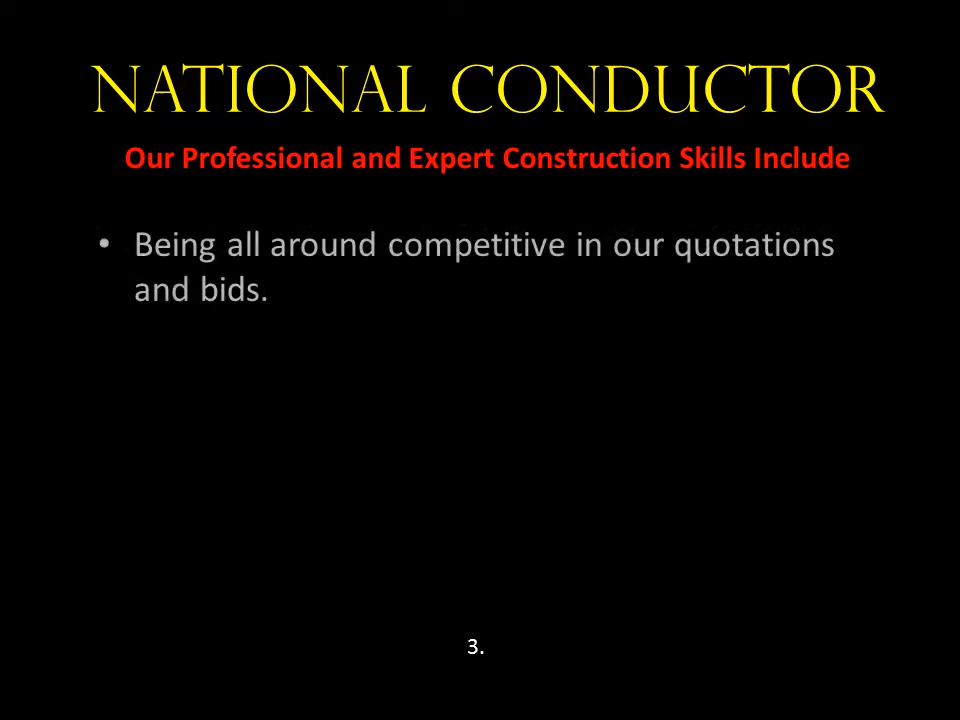 NATIONAL CONDUCTOR
Our Professional and Expert Construction Skills Include
• Being all around competitive in our quotations
and bids.
3.